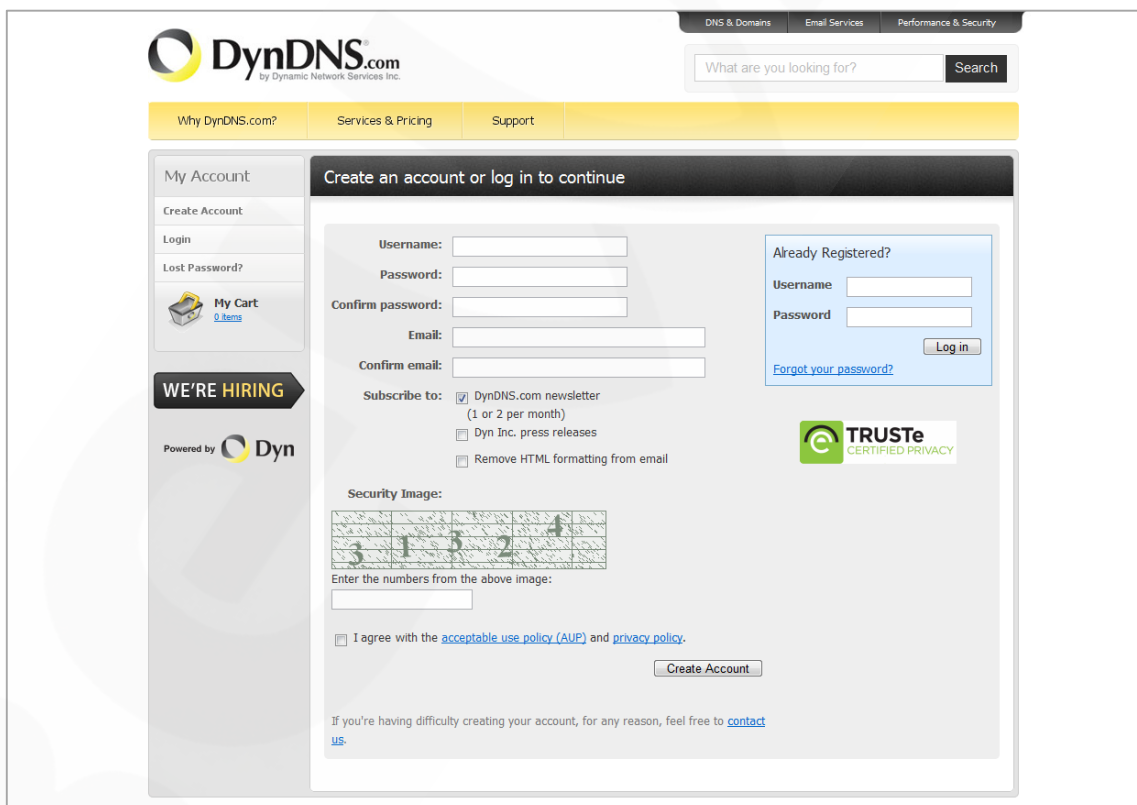 DNS & Domains Email Services Performance & Security
DynDNS.com
by Dynamic Network Services Inc.
What are you looking for? Search
Why DynDNS.com? Services & Pricing Support
My Account
Create Account
Login
Lost Password?
My Cart
0 items
WE'RE HIRING
Powered by Dyn
Create an account or log in to continue
Username:
Password:
Confirm password:
Email:
Confirm email:
Subscribe to: DynDNS.com newsletter
(1 or 2 per month)
Dyn Inc. press releases
Remove HTML formatting from email
Security Image:
3 1 3 2 4
Enter the numbers from the above image:
I agree with the acceptable use policy (AUP) and privacy policy.
Create Account
If you're having difficulty creating your account, for any reason, feel free to contact
us.
Already Registered?
Username
Password
Log in
Forgot your password?
TRUSTe
CERTIFIED PRIVACY